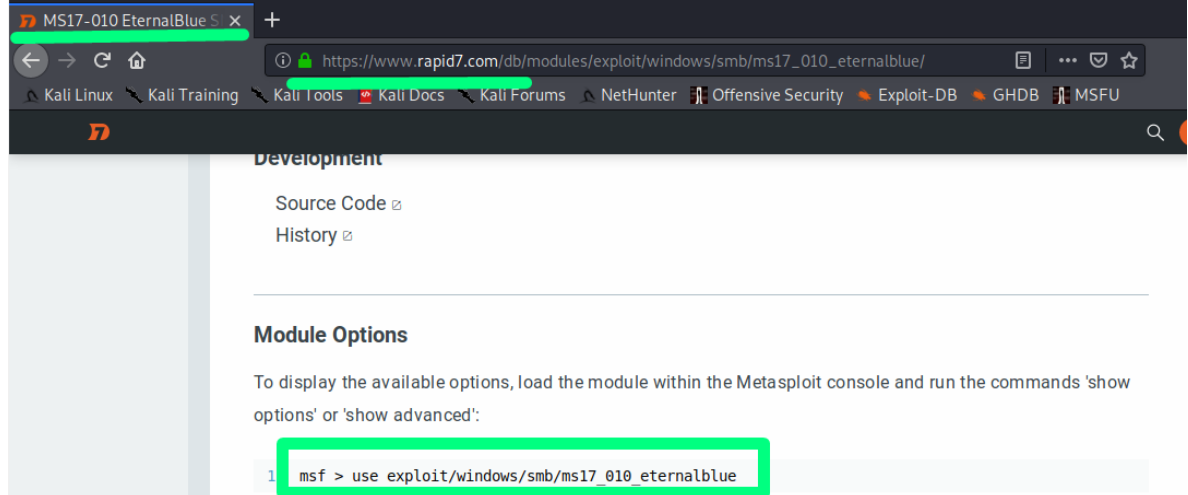 MS17-010 EternalBlue S
https://www.rapid7.com/db/modules/exploit/windows/smb/ms17_010_eternalblue/
Kali Linux Kali Training Kali Tools Kali Docs Kali Forums NetHunter Offensive Security Exploit-DB GHDB MSFU
Development
Source Code
History
Module Options
To display the available options, load the module within the Metasploit console and run the commands 'show
options' or 'show advanced':
1 msf > use exploit/windows/smb/ms17_010_eternalblue